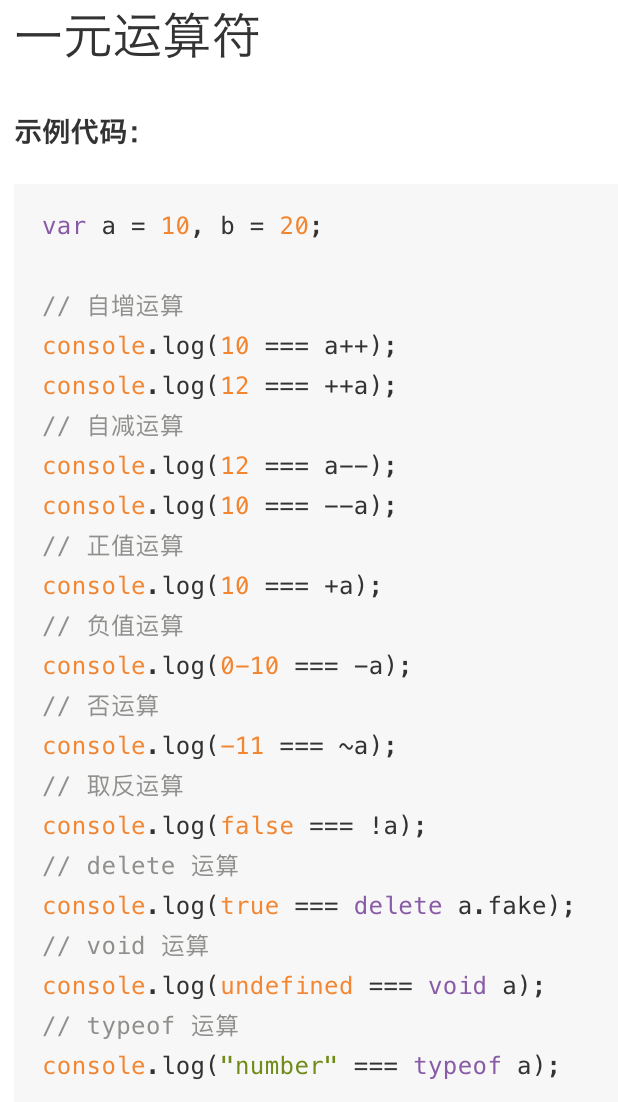 一元运算符
示例代码：
var a = 10, b = 20;
// 自增运算
console.log(10 === a++);
console.log(12 === ++a);
// 自减运算
console.log(12 === a--);
console.log(10 === --a);
// 正值运算
console.log(10 === +a);
// 负值运算
console.log(0-10 === -a);
// 否运算
console.log(-11 === ~a);
// 取反运算
console.log(false === !a);
// delete 运算
console.log(true === delete a.fake);
// void 运算
console.log(undefined === void a);
// typeof 运算
console.log("number" === typeof a);